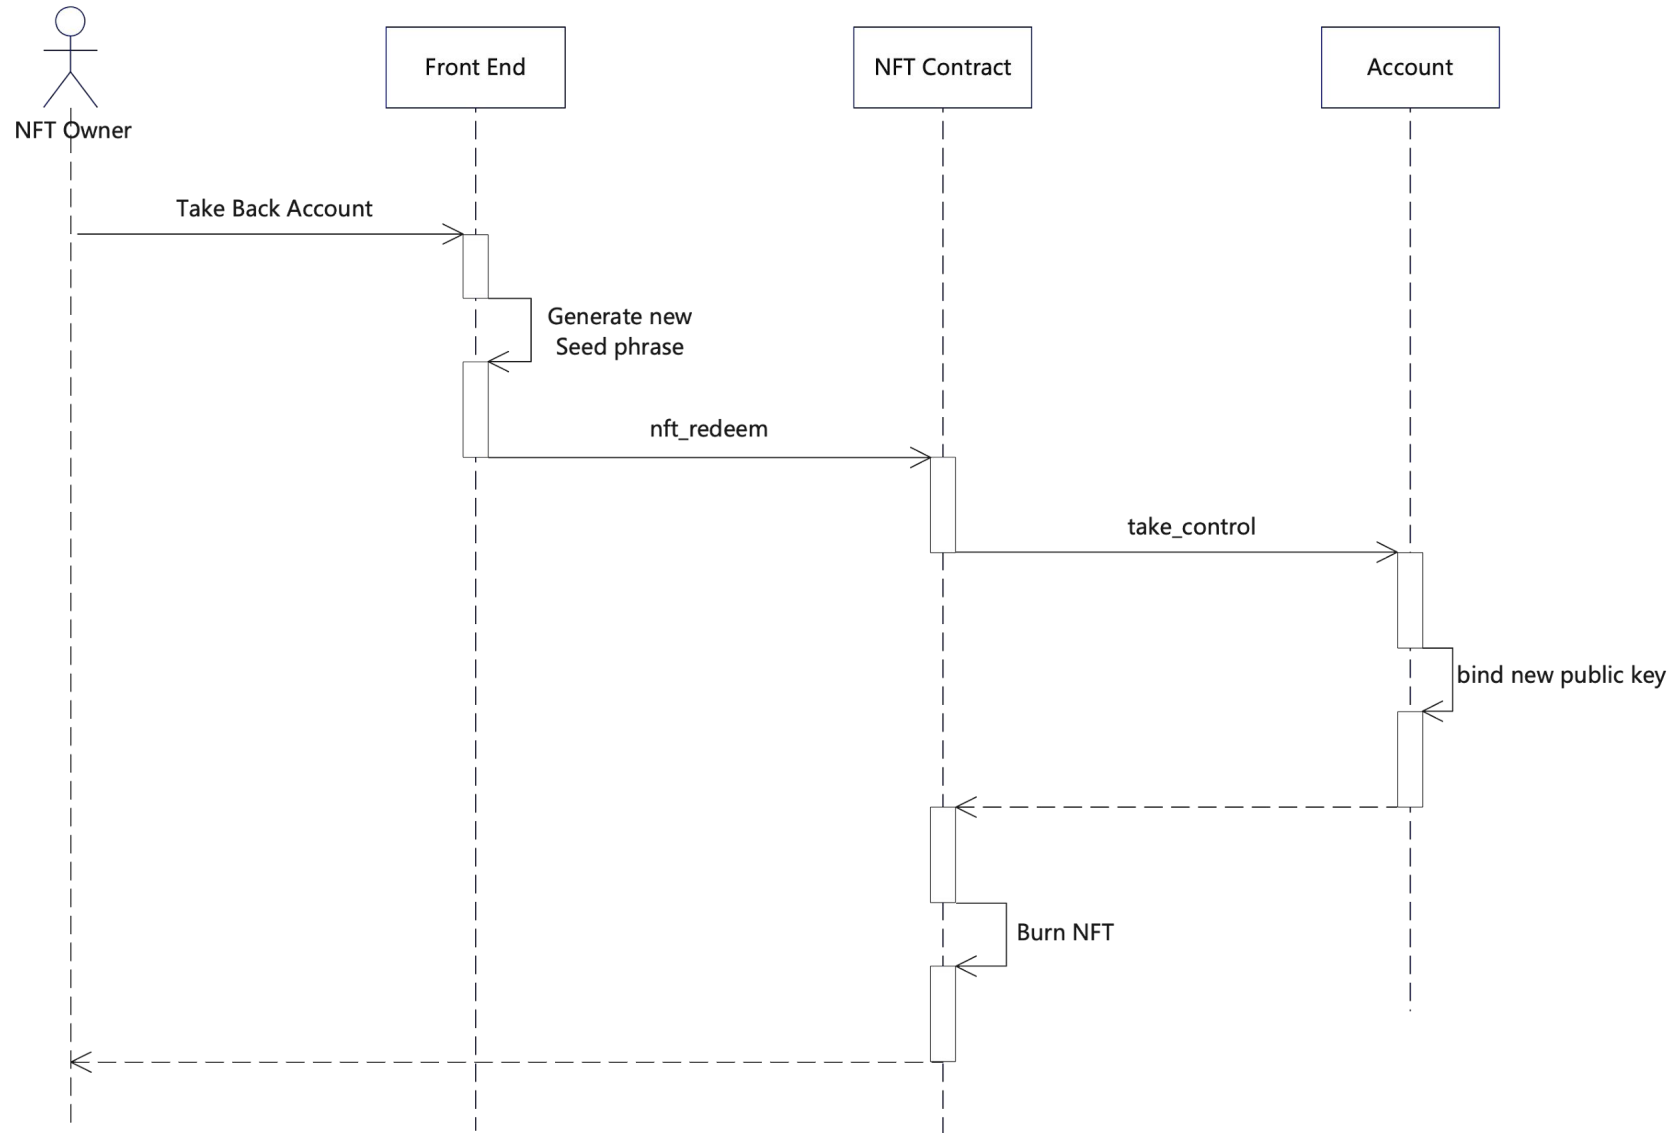 Front End
NFT Contract
Account
NFT Owner
Take Back Account
Generate new
Seed phrase
nft_redeem
take_control
bind new public key
Burn NFT